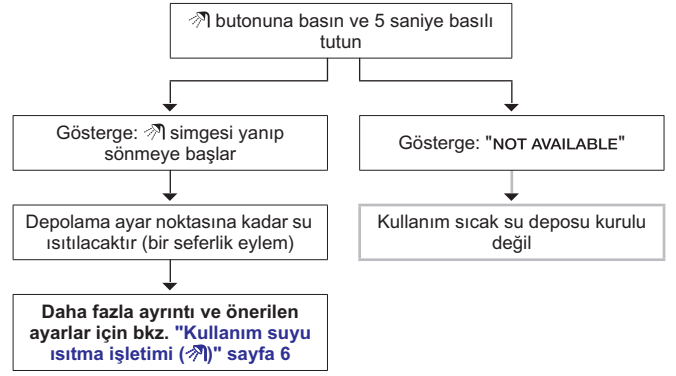 butonuna basın ve 5 saniye basılı
tutun
Gösterge: simgesi yanıp
sönmeye başlar
Gösterge: "NOT AVAILABLE"
Depolama ayar noktasına kadar su
ısıtılacaktır (bir seferlik eylem)
Kullanım sıcak su deposu kurulu
değil
Daha fazla ayrıntı ve önerilen
ayarlar için bkz. "Kullanım suyu
ısıtma işletimi ()" sayfa 6